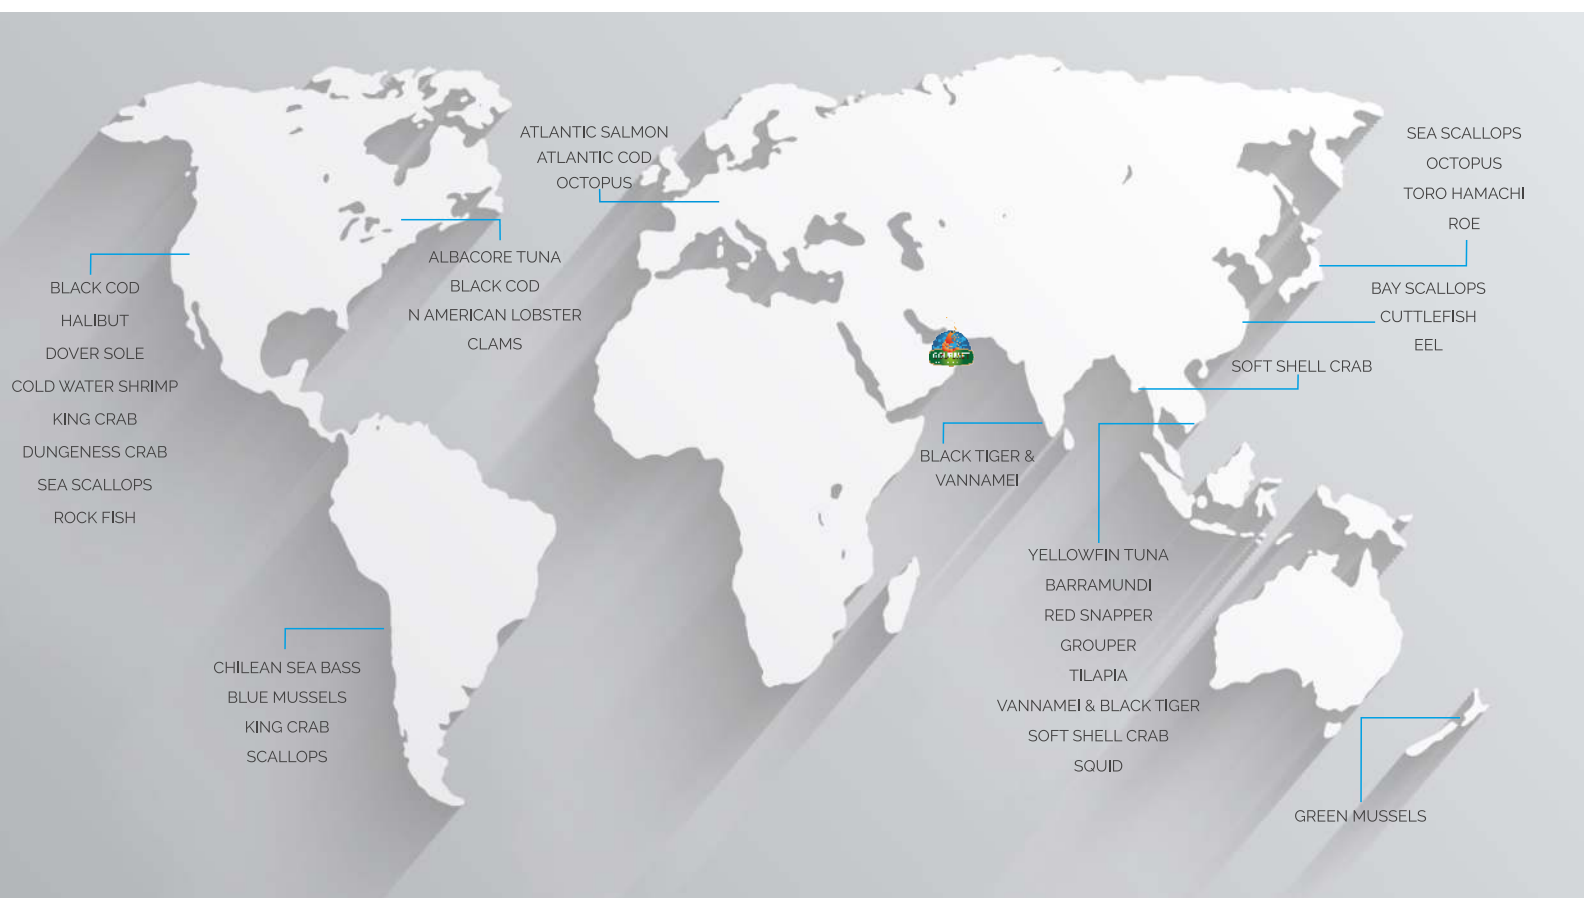 ATLANTIC SALMON
ATLANTIC COD
OCTOPUS
SEA SCALLOPS
OCTOPUS
TORO HAMACHI
ROE
ALBACORE TUNA
BLACK COD
N AMERICAN LOBSTER
CLAMS
BLACK COD
HALIBUT
DOVER SOLE
COLD WATER SHRIMP
KING CRAB
DUNGENESS CRAB
SEA SCALLOPS
ROCK FISH
BAY SCALLOPS
CUTTLEFISH
EEL
SOFT SHELL CRAB
BLACK TIGER &
VANNAMEI
YELLOWFIN TUNA
BARRAMUNDI
RED SNAPPER
GROUPER
TILAPIA
VANNAMEI & BLACK TIGER
SOFT SHELL CRAB
SQUID
CHILEAN SEA BASS
BLUE MUSSELS
KING CRAB
SCALLOPS
GREEN MUSSELS